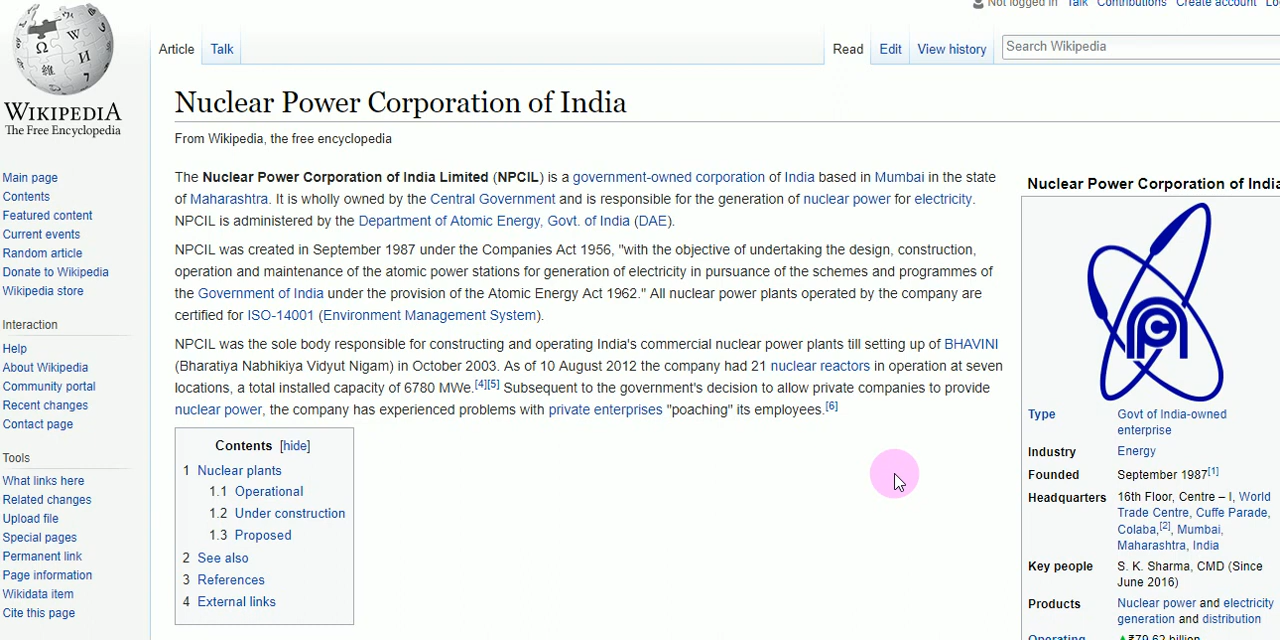 Not logged in Talk Contributions Create account
Article Talk Read Edit View history Search Wikipedia
WIKIPEDIA
The Free Encyclopedia
Main page
Contents
Featured content
Current events
Random article
Donate to Wikipedia
Wikipedia store
Interaction
Help
About Wikipedia
Community portal
Recent changes
Contact page
Tools
What links here
Related changes
Upload file
Special pages
Permanent link
Page information
Wikidata item
Cite this page
Nuclear Power Corporation of India
From Wikipedia, the free encyclopedia
The Nuclear Power Corporation of India Limited (NPCIL) is a government-owned corporation of India based in Mumbai in the state
of Maharashtra. It is wholly owned by the Central Government and is responsible for the generation of nuclear power for electricity.
NPCIL is administered by the Department of Atomic Energy, Govt. of India (DAE).
NPCIL was created in September 1987 under the Companies Act 1956, "with the objective of undertaking the design, construction,
operation and maintenance of the atomic power stations for generation of electricity in pursuance of the schemes and programmes of
the Government of India under the provision of the Atomic Energy Act 1962." All nuclear power plants operated by the company are
certified for ISO-14001 (Environment Management System).
NPCIL was the sole body responsible for constructing and operating India's commercial nuclear power plants till setting up of BHAVINI
(Bharatiya Nabhikiya Vidyut Nigam) in October 2003. As of 10 August 2012 the company had 21 nuclear reactors in operation at seven
locations, a total installed capacity of 6780 MWe.[4][5] Subsequent to the government's decision to allow private companies to provide
nuclear power, the company has experienced problems with private enterprises "poaching" its employees.[6]
Contents [hide]
1 Nuclear plants
1.1 Operational
1.2 Under construction
1.3 Proposed
2 See also
3 References
4 External links
Nuclear Power Corporation of India
Type Govt of India-owned
enterprise
Industry Energy
Founded September 1987[1]
Headquarters 16th Floor, Centre – I, World
Trade Centre, Cuffe Parade,
Colaba,[2], Mumbai,
Maharashtra, India
Key people S. K. Sharma, CMD (Since
June 2016)
Products Nuclear power and electricity
generation and distribution
Operating ₹79.62 billion